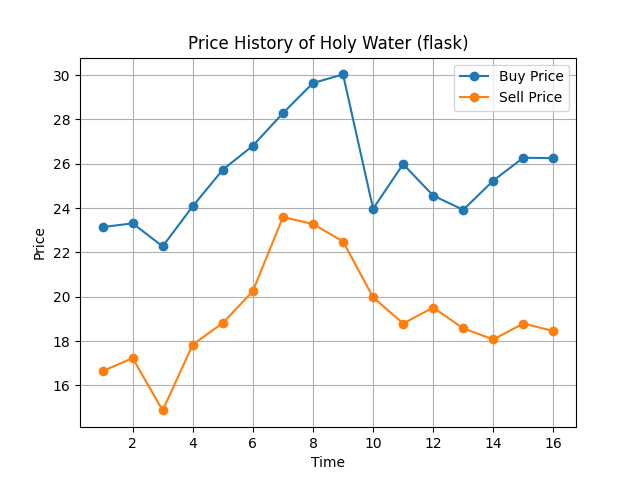 Price History of Holy Water (flask)
Buy Price
Sell Price
30
28
26
24
22
20
18
16
Price
2 4 6 8 10 12 14 16
Time